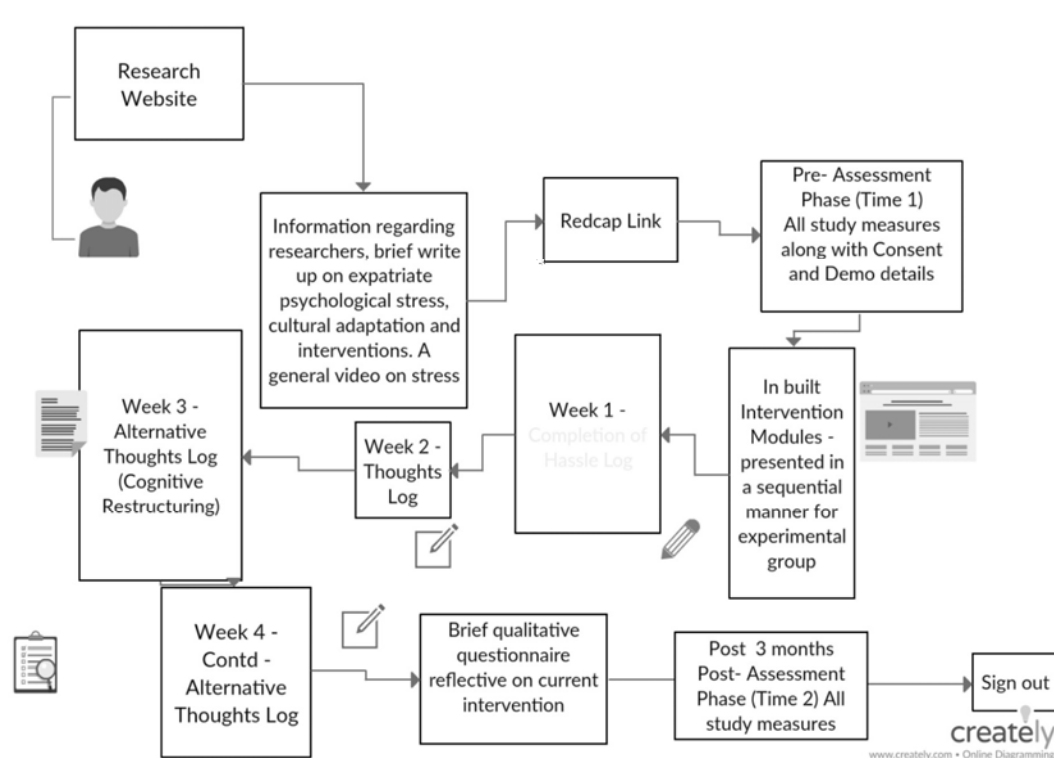 Research
Website
Information regarding
researchers, brief write
up on expatriate
psychological stress,
cultural adaptation and
interventions. A
general video on stress
Redcap Link
Pre- Assessment
Phase (Time 1)
All study measures
along with Consent
and Demo details
In built
Intervention
Modules -
presented in
a sequential
manner for
experimental
group
Week 1 -
Completion of
Hassle Log
Week 2 -
Thoughts
Log
Week 3 -
Alternative
Thoughts Log
(Cognitive
Restructuring)
Week 4 -
Contd -
Alternative
Thoughts Log
Brief qualitative
questionnaire
reflective on current
intervention
Post 3 months
Post- Assessment
Phase (Time 2) All
study measures
Sign out
creately
www.creately.com • Online Diagramming